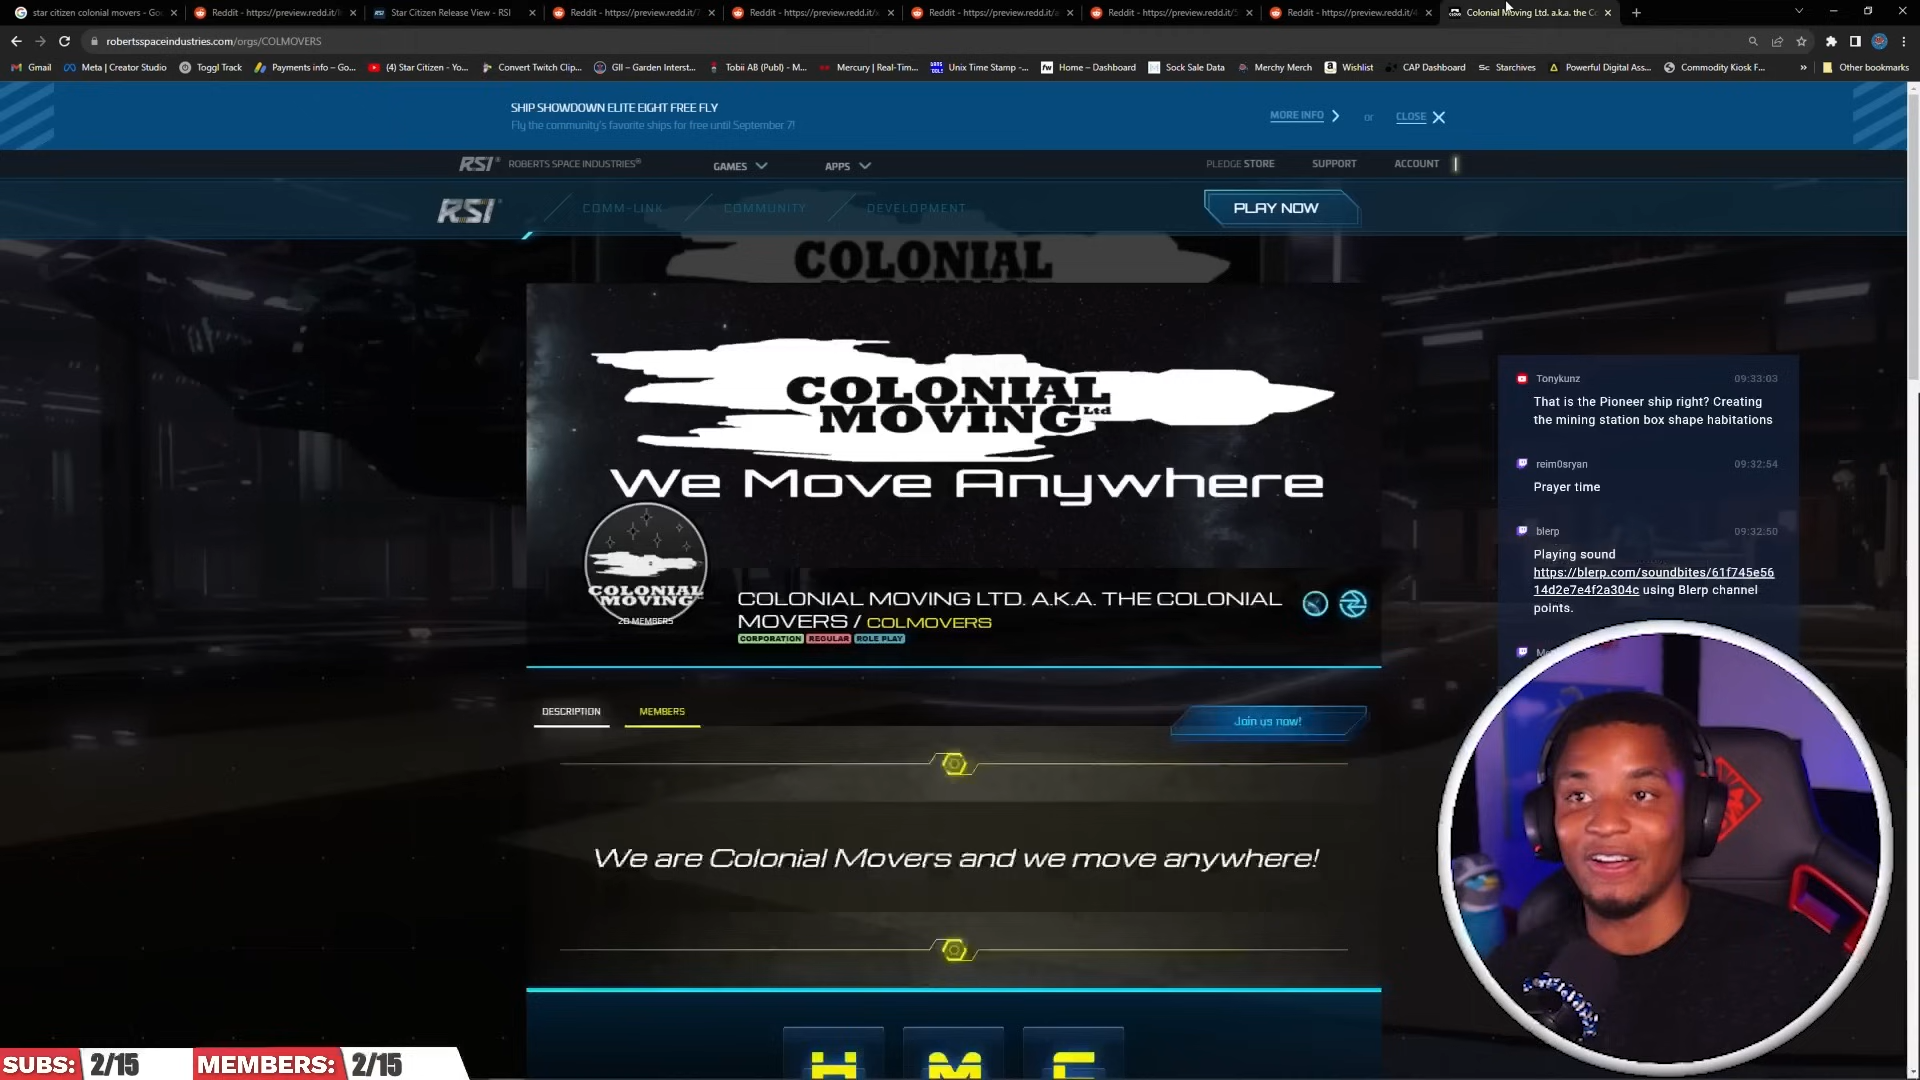 star citizen colonial movers - Go
Reddit - https://preview.redd.it/
Star Citizen Release View - RSI
Reddit - https://preview.redd.it/7
Reddit - https://preview.redd.it/
Reddit - https://preview.redd.it/
Reddit - https://preview.redd.it/5
Reddit - https://preview.redd.it/4
Colonial Moving Ltd. a.k.a. the Co
robertsspaceindustries.com/orgs/COLMOVERS
Gmail
Meta | Creator Studio
Toggl Track
Payments info – Go...
(4) Star Citizen - Yo...
Convert Twitch Clip...
GII – Garden Interst...
Tobii AB (Publ) - M...
Mercury | Real-Tim...
Unix Time Stamp -...
Home – Dashboard
Sock Sale Data
Merchy Merch
Wishlist
CAP Dashboard
Starchives
Powerful Digital Ass...
Commodity Kiosk F...
Other bookmarks
SHIP SHOWDOWN ELITE EIGHT FREE FLY
Fly the community's favorite ships for free until September 7!
MORE INFO
or
CLOSE
RSI ROBERTS SPACE INDUSTRIES®
GAMES
APPS
PLEDGE STORE
SUPPORT
ACCOUNT
RSI
COMM-LINK
COMMUNITY
DEVELOPMENT
PLAY NOW
COLONIAL
COLONIAL
MOVING Ltd
We Move Anywhere
COLONIAL
MOVING
20 MEMBERS
COLONIAL MOVING LTD. A.K.A. THE COLONIAL
MOVERS / COLMOVERS
CORPORATION REGULAR ROLE PLAY
DESCRIPTION
MEMBERS
Join us now!
We are Colonial Movers and we move anywhere!
H M C
Tonykunz 09:33:03
That is the Pioneer ship right? Creating
the mining station box shape habitations
reim0sryan 09:32:54
Prayer time
blerp 09:32:50
Playing sound
https://blerp.com/soundbites/61f745e56
14d2e7e4f2a304c using Blerp channel
points.
SUBS: 2/15
MEMBERS: 2/15